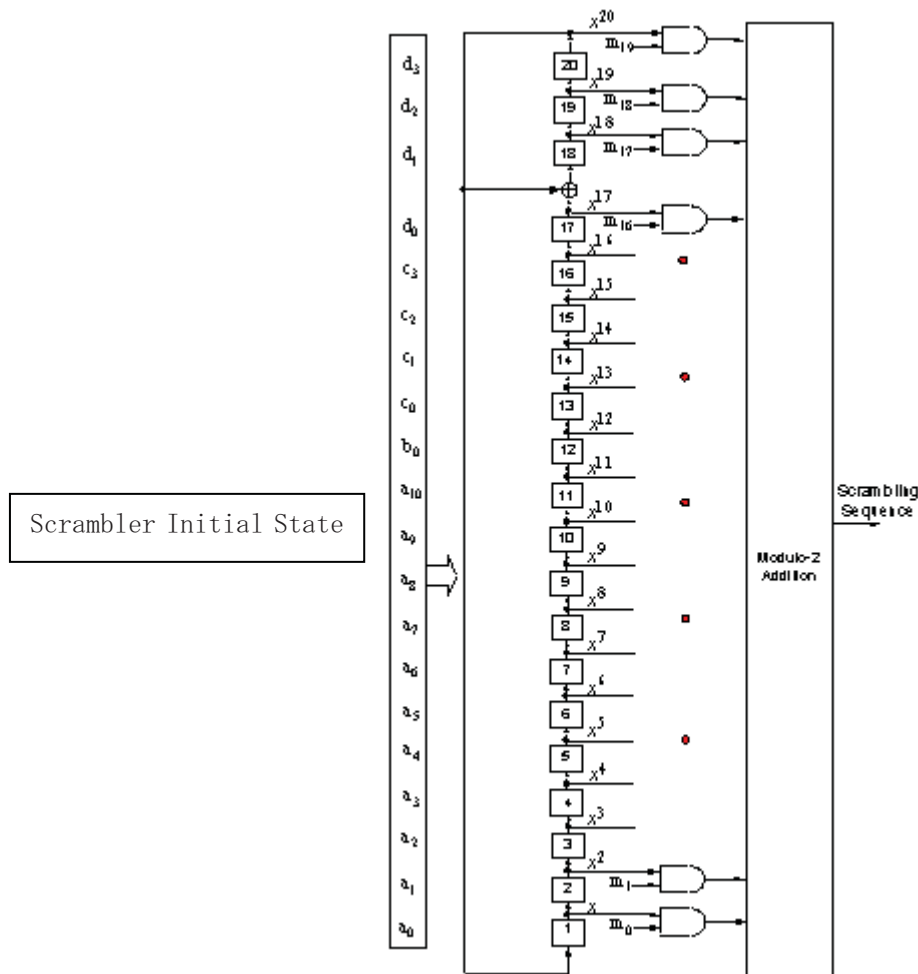 x20
m19
d3
20
x19
d2
m18
19
x18
d1
m17
18
x17
d0
m16
17
x16
c3
16
x15
c2
15
x14
c1
14
x13
c0
13
x12
b0
12
x11
a10
11
Scrambling
Sequence
x10
Scrambler Initial State
a9
10
x9
Modulo-2
Addition
a8
9
x8
a7
8
x7
a6
7
x6
a5
6
x5
a4
5
x4
a3
4
x3
a2
3
x2
a1
m1
2
x
a0
m0
1